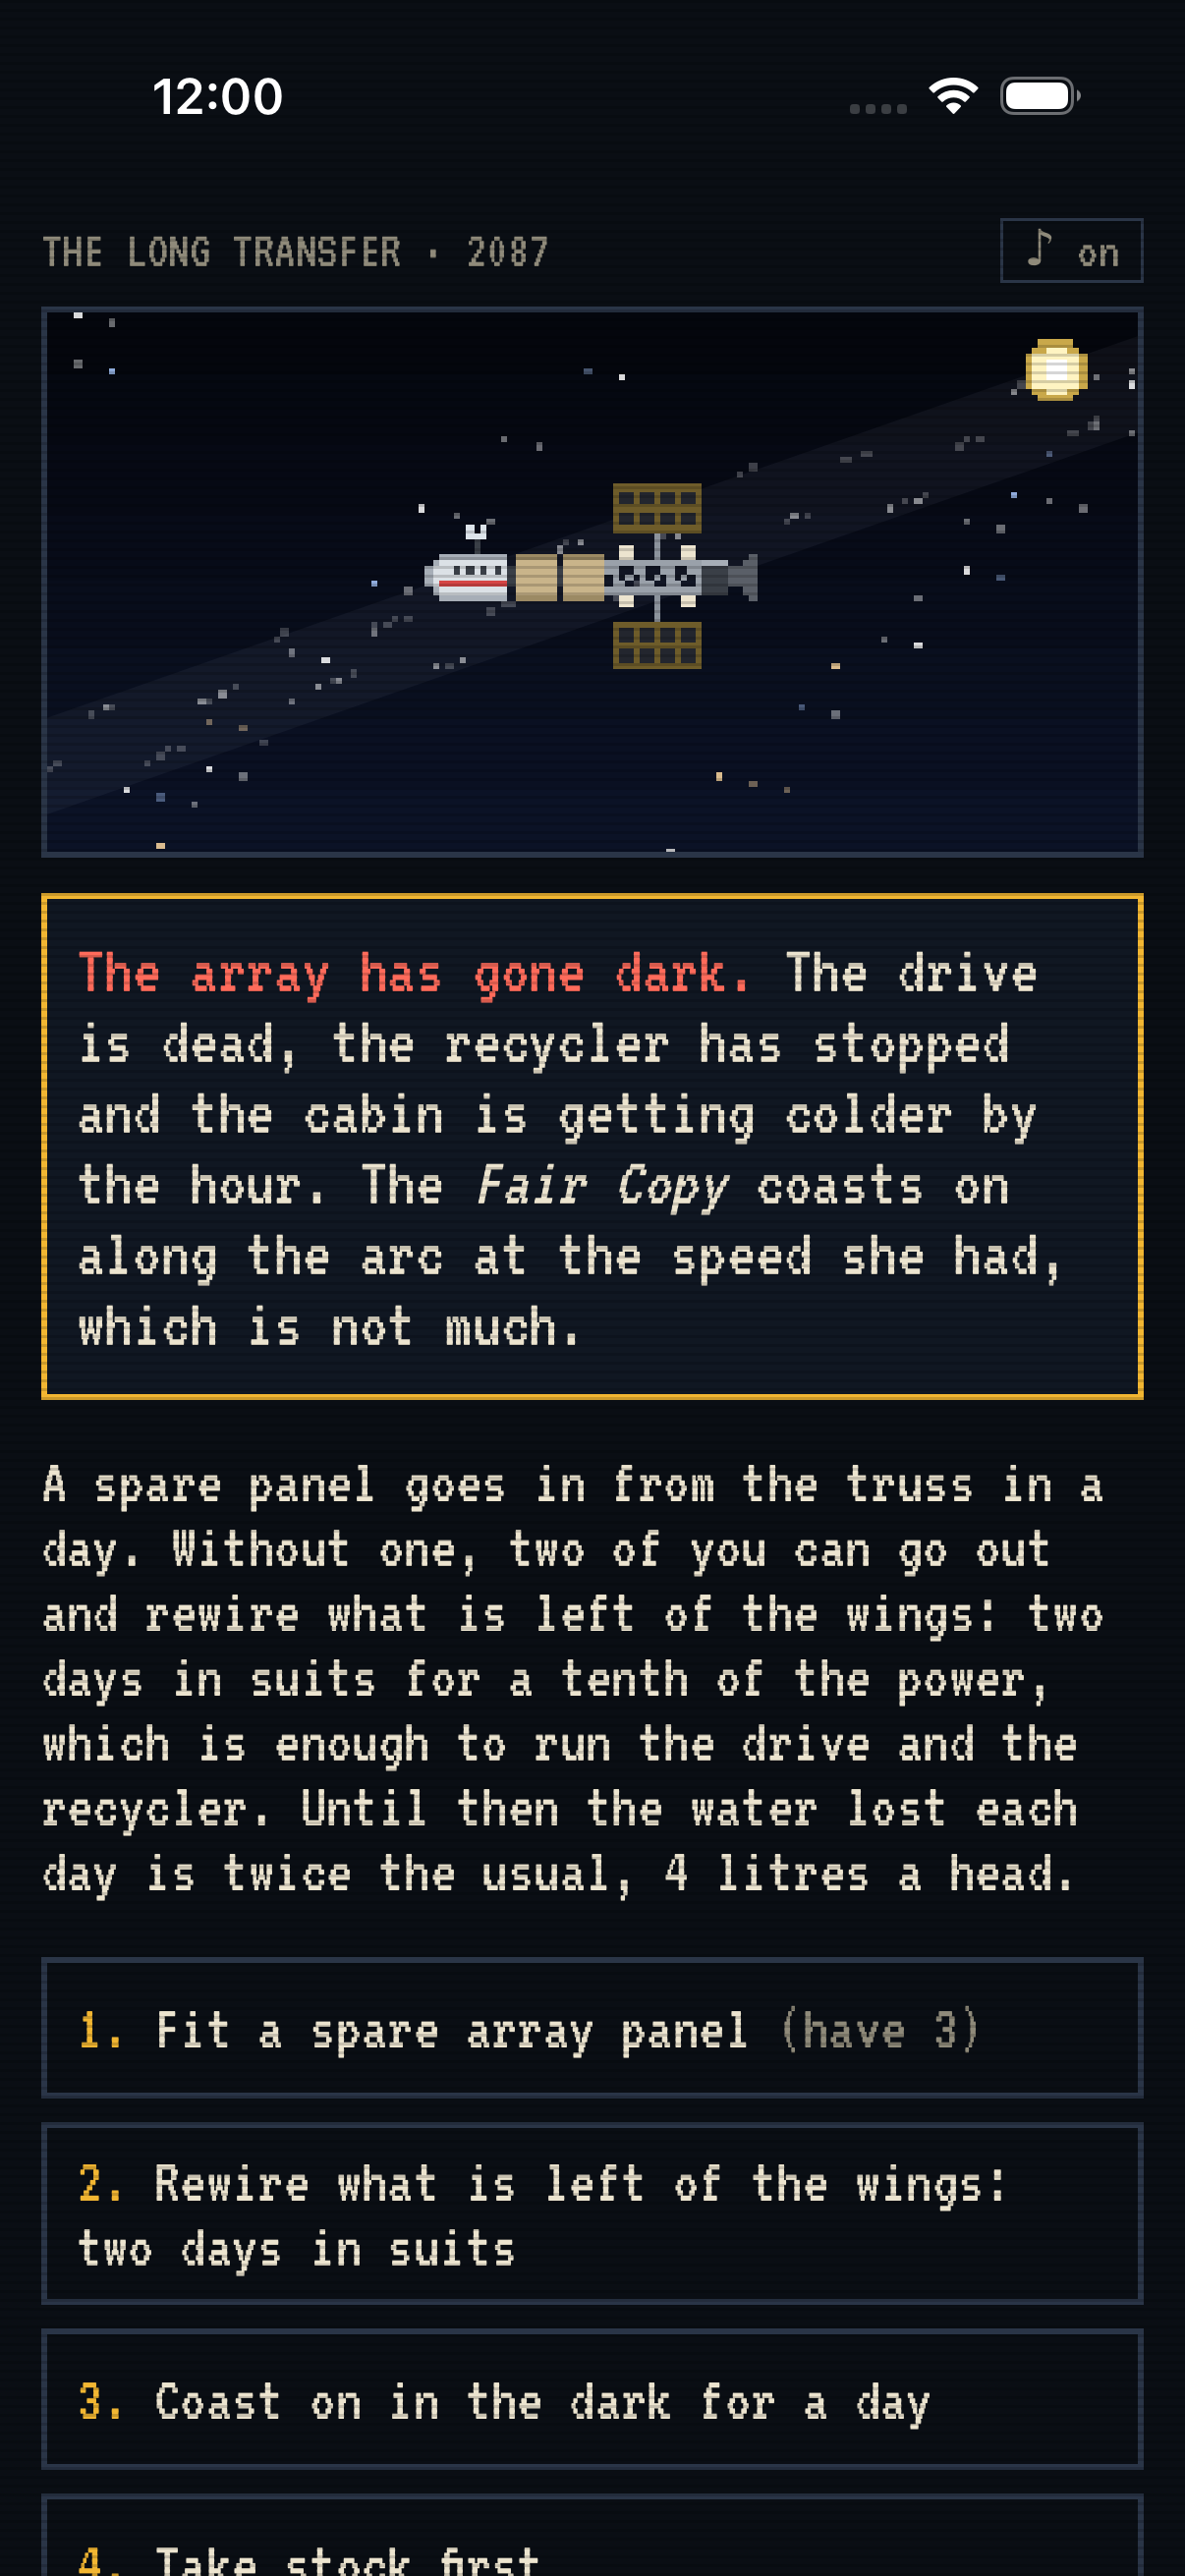 12:00
THE LONG TRANSFER · 2087
♪ on
The array has gone dark. The drive
is dead, the recycler has stopped
and the cabin is getting colder by
the hour. The Fair Copy coasts on
along the arc at the speed she had,
which is not much.
A spare panel goes in from the truss in a
day. Without one, two of you can go out
and rewire what is left of the wings: two
days in suits for a tenth of the power,
which is enough to run the drive and the
recycler. Until then the water lost each
day is twice the usual, 4 litres a head.
1. Fit a spare array panel (have 3)
2. Rewire what is left of the wings:
two days in suits
3. Coast on in the dark for a day
4. Take stock first